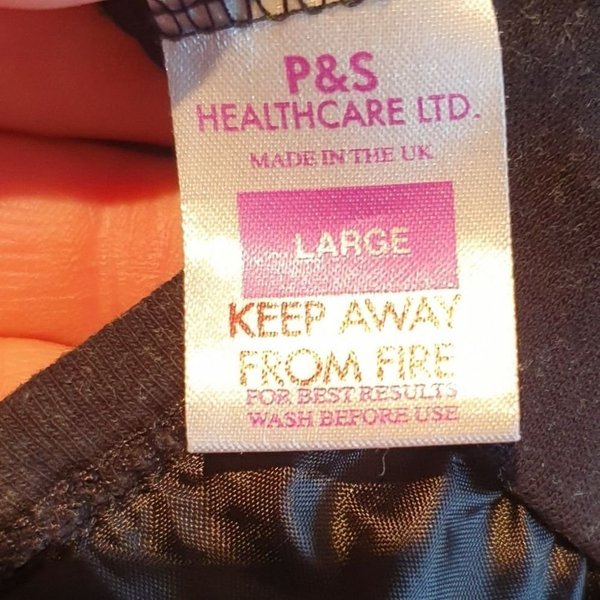 P&S
HEALTHCARE LTD.
MADE IN THE UK
LARGE
KEEP AWAY
FROM FIRE
FOR BEST RESULTS
WASH BEFORE USE